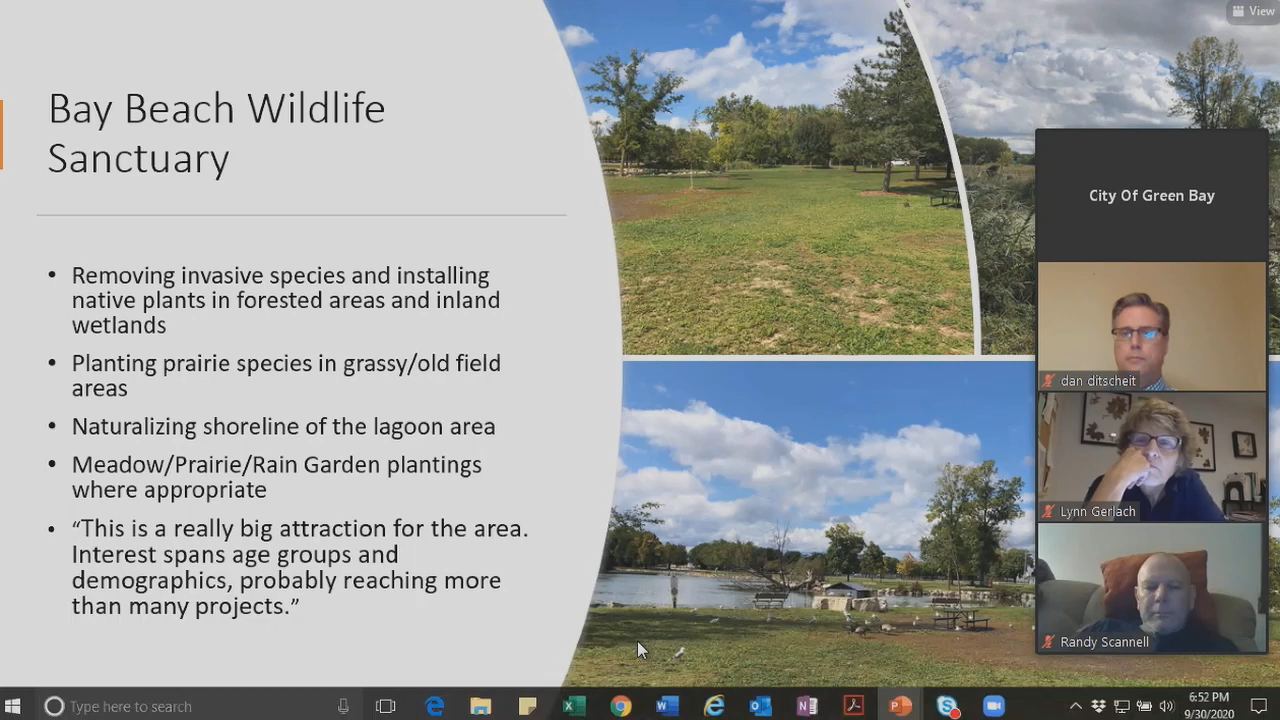 View
Bay Beach Wildlife
Sanctuary
• Removing invasive species and installing
native plants in forested areas and inland
wetlands
• Planting prairie species in grassy/old field
areas
• Naturalizing shoreline of the lagoon area
• Meadow/Prairie/Rain Garden plantings
where appropriate
• “This is a really big attraction for the area.
Interest spans age groups and
demographics, probably reaching more
than many projects.”
City Of Green Bay
dan ditscheit
Lynn Gerlach
Randy Scannell
Type here to search
6:52 PM
9/30/2020